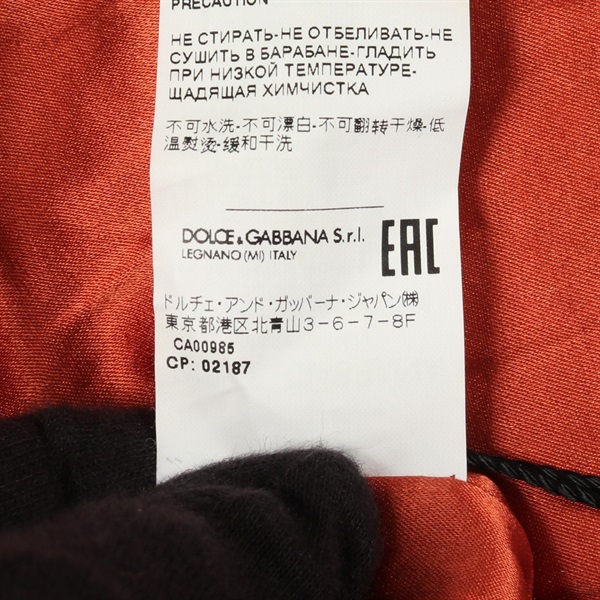 PRECAUTION
НЕ СТИРАТЬ-НЕ ОТБЕЛИВАТЬ-НЕ
СУШИТЬ В БАРАБАНЕ-ГЛАДИТЬ
ПРИ НИЗКОЙ ТЕМПЕРАТУРЕ-
ЩАДЯЩАЯ ХИМЧИСТКА
不可水洗-不可漂白-不可翻转干燥-低
温熨烫-缓和干洗
DOLCE & GABBANA S.r.l.
LEGNANO (MI) ITALY
EAC
ドルチェ・アンド・ガッバーナ・ジャパン㈱
東京都港区北青山3-6-7-8F
CA00985
CP: 02187